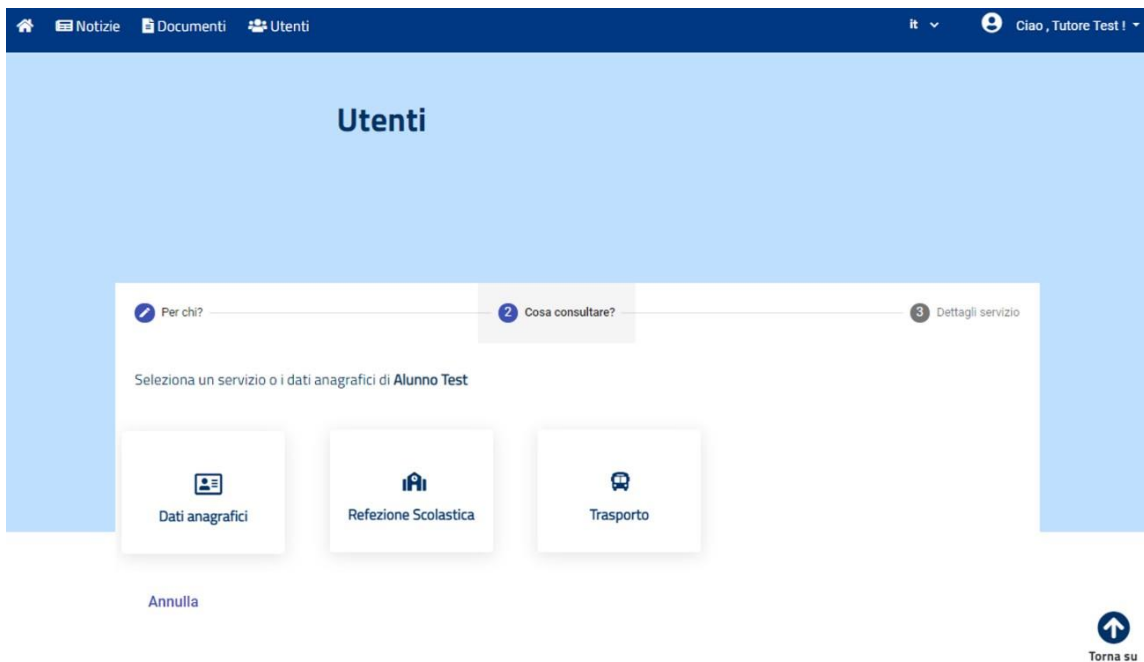 Notizie Documenti Utenti it Ciao , Tutore Test !
Utenti
Per chi? 2 Cosa consultare? 3 Dettagli servizio
Seleziona un servizio o i dati anagrafici di Alunno Test
Dati anagrafici Refezione Scolastica Trasporto
Annulla
Torna su